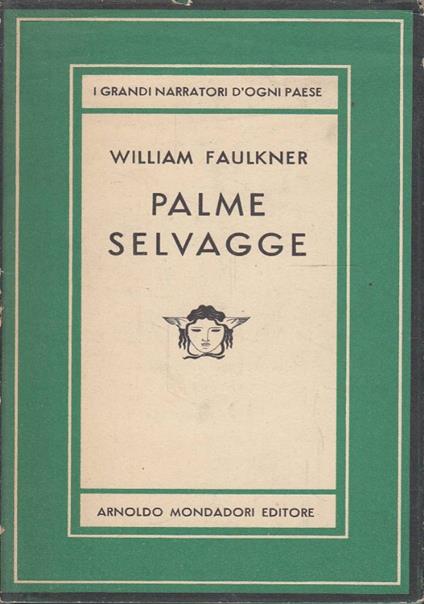 I GRANDI NARRATORI D'OGNI PAESE
WILLIAM FAULKNER
PALME
SELVAGGE
ARNOLDO MONDADORI EDITORE